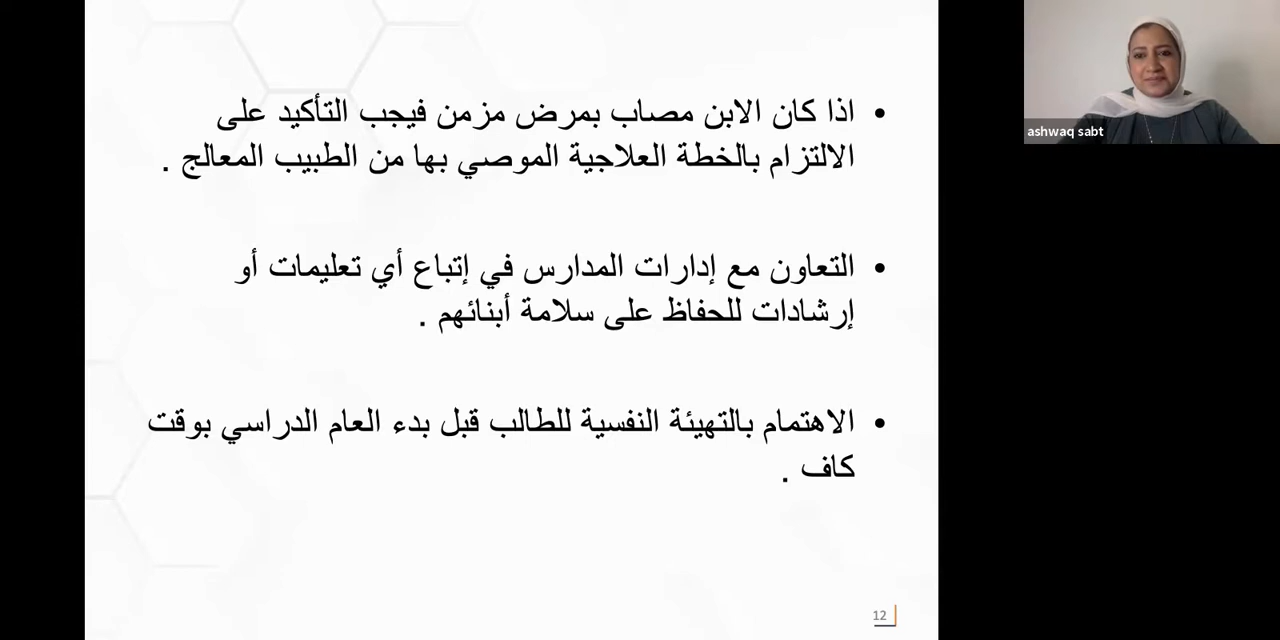 • اذا كان الابن مصاب بمرض مزمن فيجب التأكيد على
الالتزام بالخطة العلاجية الموصي بها من الطبيب المعالج .
• التعاون مع إدارات المدارس في إتباع أي تعليمات أو
إرشادات للحفاظ على سلامة أبنائهم .
• الاهتمام بالتهيئة النفسية للطالب قبل بدء العام الدراسي بوقت
كاف .
12
ashwaq sabt